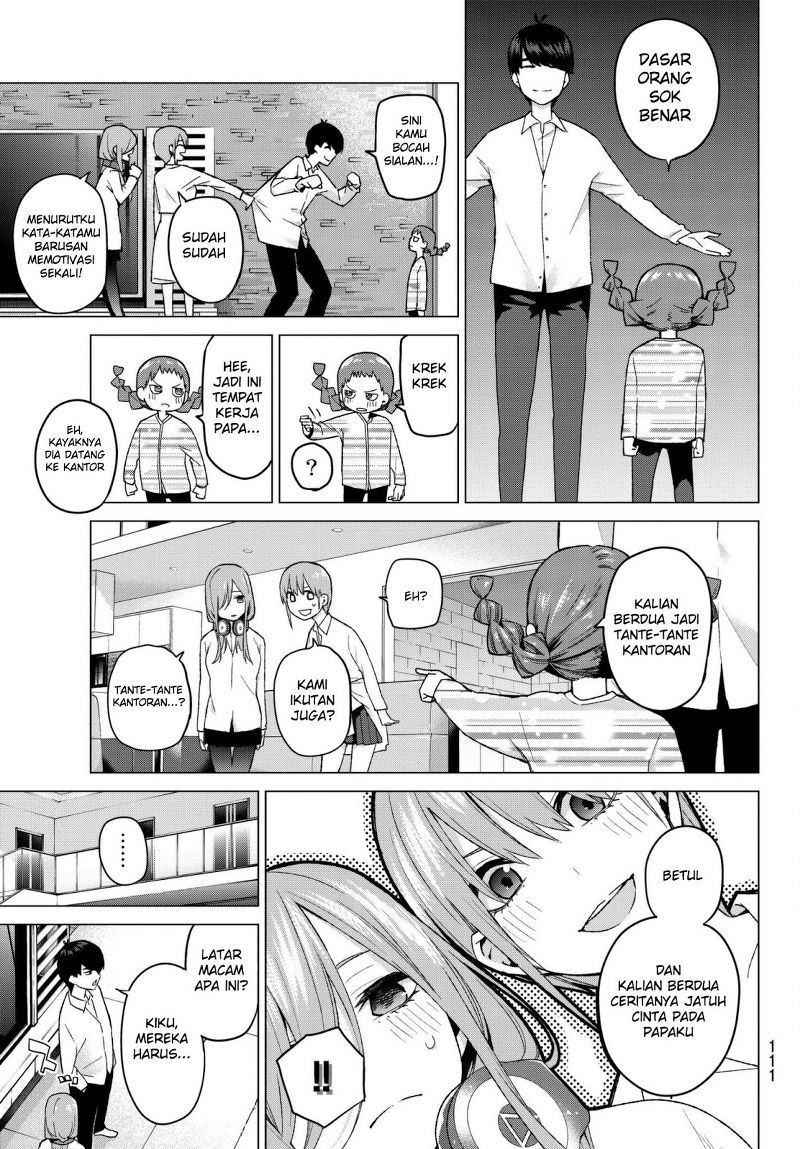 DASAR
ORANG
SOK
BENAR
SINI
KAMU
BOCAH
SIALAN...!
SUDAH
SUDAH
MENURUTKU
KATA-KATAMU
BARUSAN
MEMOTIVASI
SEKALI!
KREK
KREK
?
HEE,
JADI INI
TEMPAT
KERJA
PAPA...
EH,
KAYAKNYA
DIA DATANG
KE KANTOR
KALIAN
BERDUA JADI
TANTE-TANTE
KANTORAN
EH?
KAMI
IKUTAN
JUGA?
TANTE-TANTE
KANTORAN...?
BETUL
DAN
KALIAN BERDUA
CERITANYA JATUH
CINTA PADA
PAPAKU
!!
......
LATAR
MACAM
APA INI?
KIKU,
MEREKA
HARUS...
111